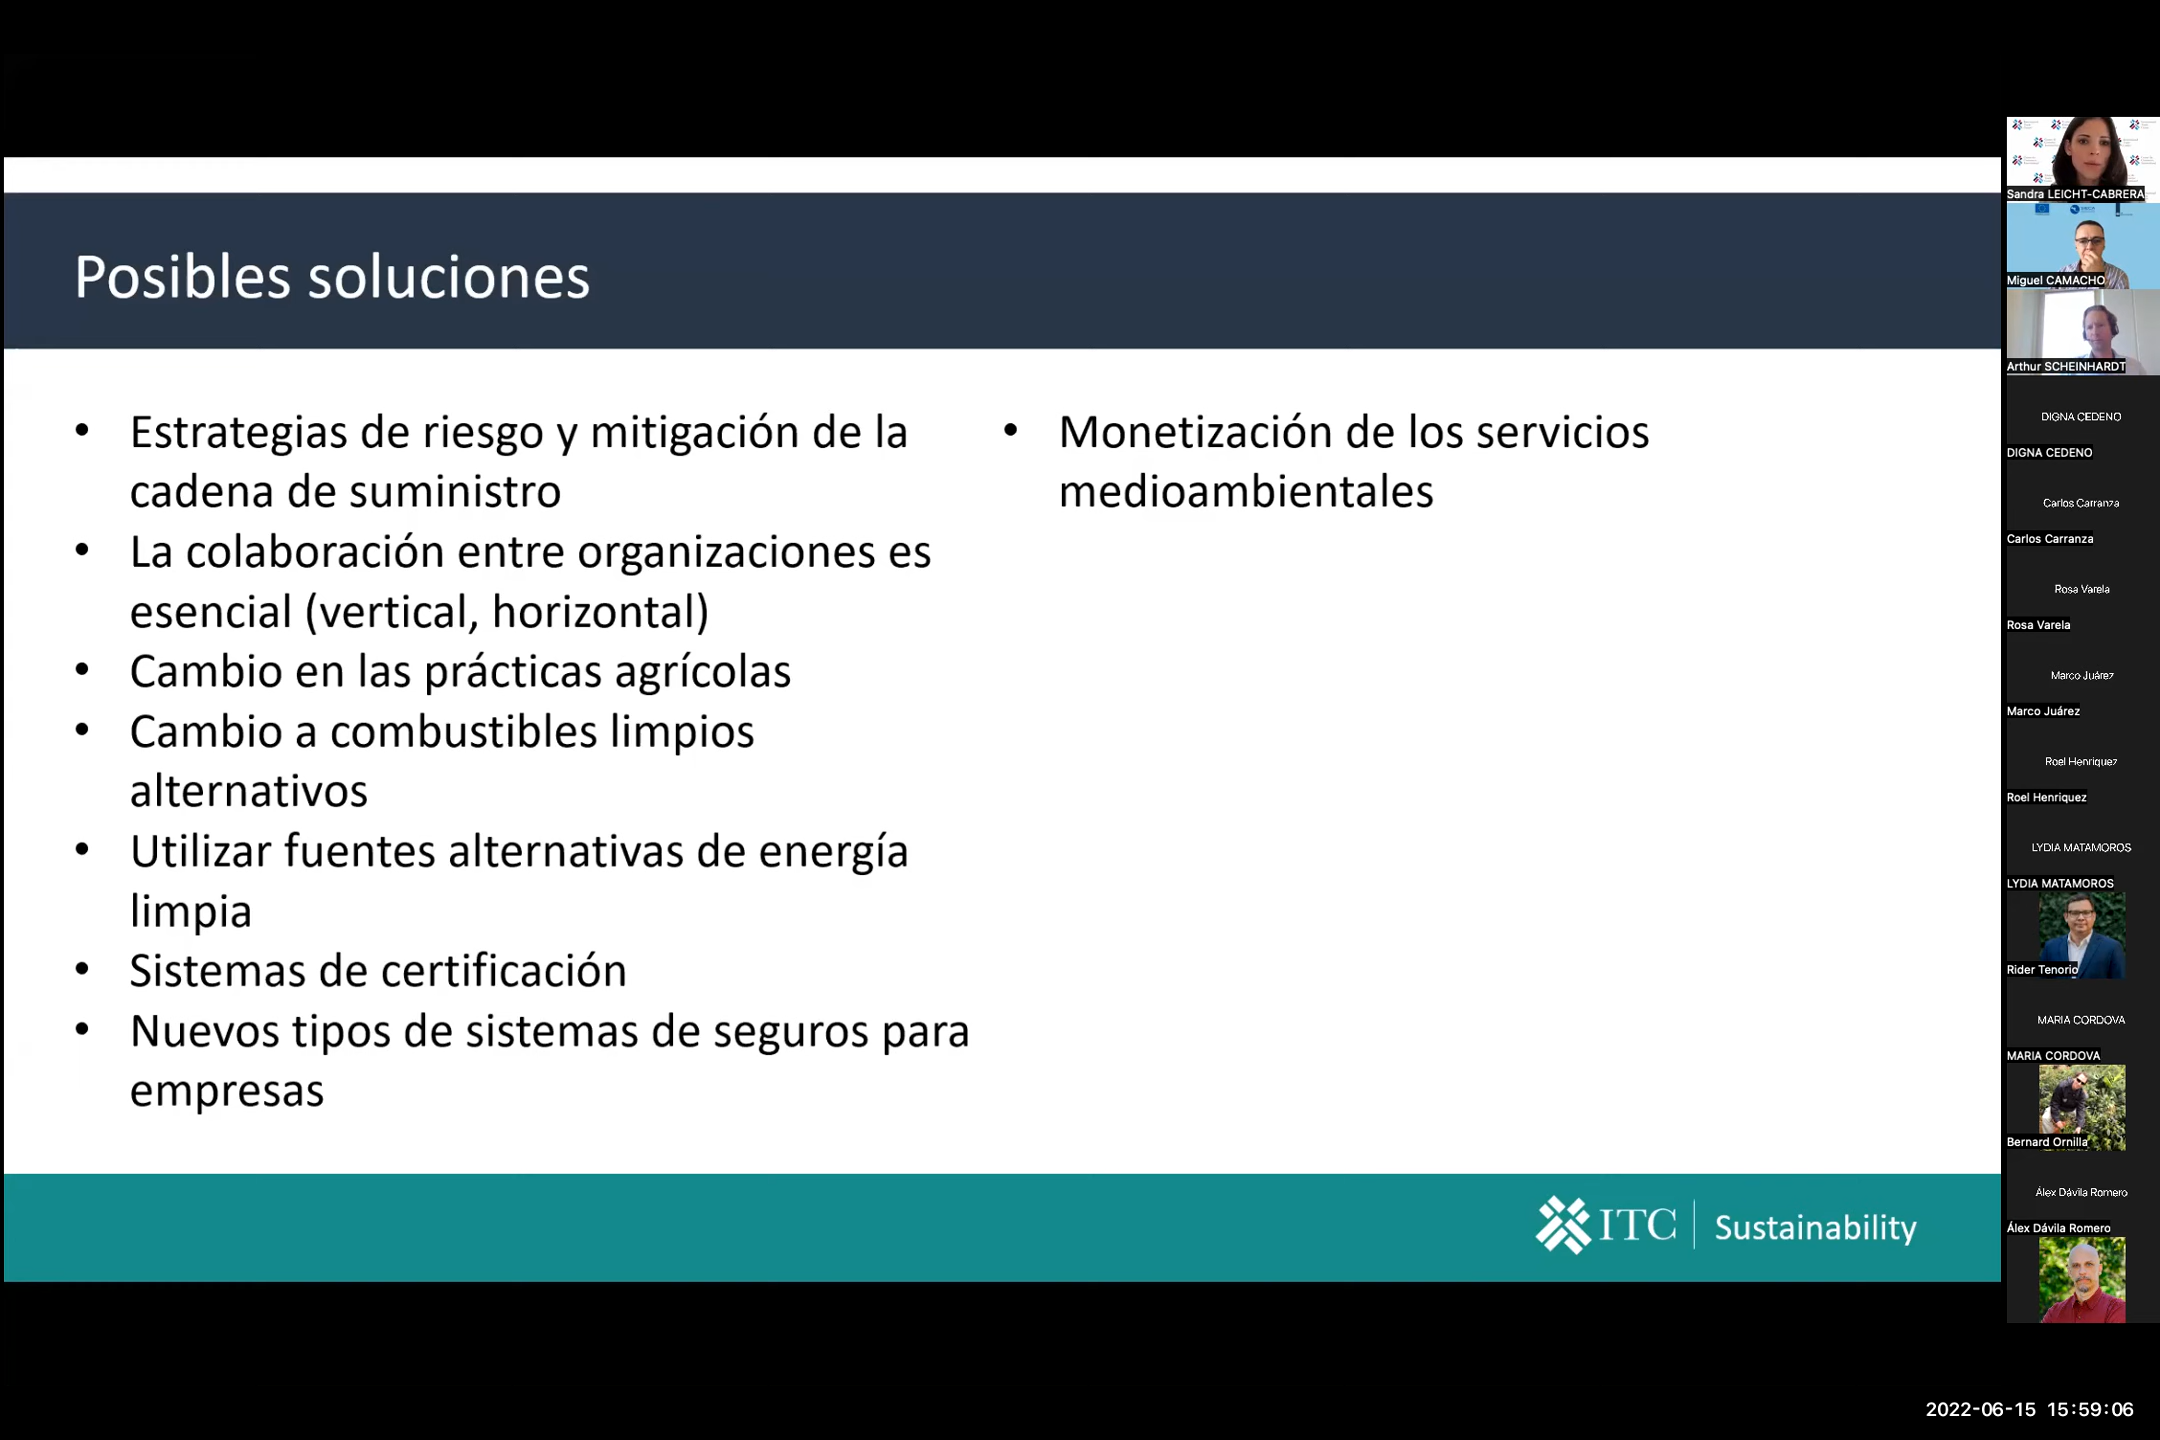 Posibles soluciones
• Estrategias de riesgo y mitigación de la
cadena de suministro
• La colaboración entre organizaciones es
esencial (vertical, horizontal)
• Cambio en las prácticas agrícolas
• Cambio a combustibles limpios
alternativos
• Utilizar fuentes alternativas de energía
limpia
• Sistemas de certificación
• Nuevos tipos de sistemas de seguros para
empresas
• Monetización de los servicios
medioambientales
ITC | Sustainability
Sandra LEICHT-CABRERA
Miguel CAMACHO
Arthur SCHEINHARDT
DIGNA CEDENO
DIGNA CEDENO
Carlos Carranza
Carlos Carranza
Rosa Varela
Rosa Varela
Marco Juárez
Marco Juárez
Roel Henriquez
Roel Henriquez
LYDIA MATAMOROS
LYDIA MATAMOROS
Rider Tenorio
MARIA CORDOVA
MARIA CORDOVA
Bernard Ornilla
Álex Dávila Romero
Álex Dávila Romero
2022-06-15 15:59:06